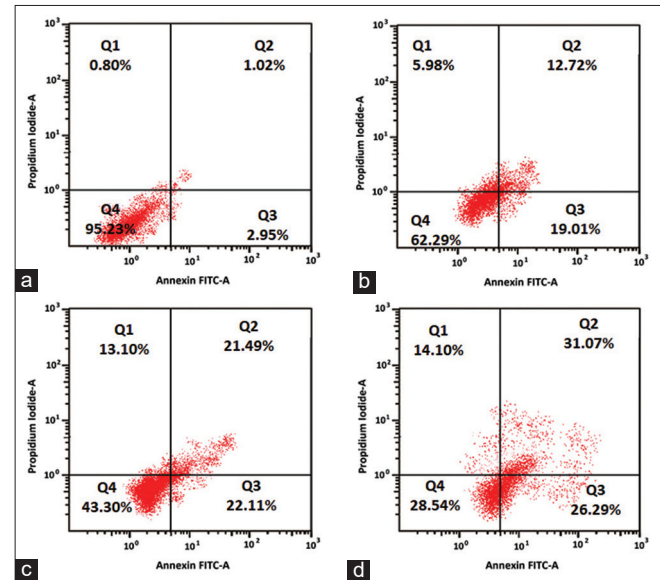 Q1
0.80%
Q2
1.02%
Q4
95.23%
Q3
2.95%
Propidium Iodide-A
10³
10²
10¹
10⁰
10⁰ 10¹ 10² 10³
Annexin FITC-A
a
Q1
5.98%
Q2
12.72%
Q4
62.29%
Q3
19.01%
Propidium Iodide-A
10³
10²
10¹
10⁰
10⁰ 10¹ 10² 10³
Annexin FITC-A
b
Q1
13.10%
Q2
21.49%
Q4
43.30%
Q3
22.11%
Propidium Iodide-A
10³
10²
10¹
10⁰
10⁰ 10¹ 10² 10³
Annexin FITC-A
c
Q1
14.10%
Q2
31.07%
Q4
28.54%
Q3
26.29%
Propidium Iodide-A
10³
10²
10¹
10⁰
10⁰ 10¹ 10² 10³
Annexin FITC-A
d